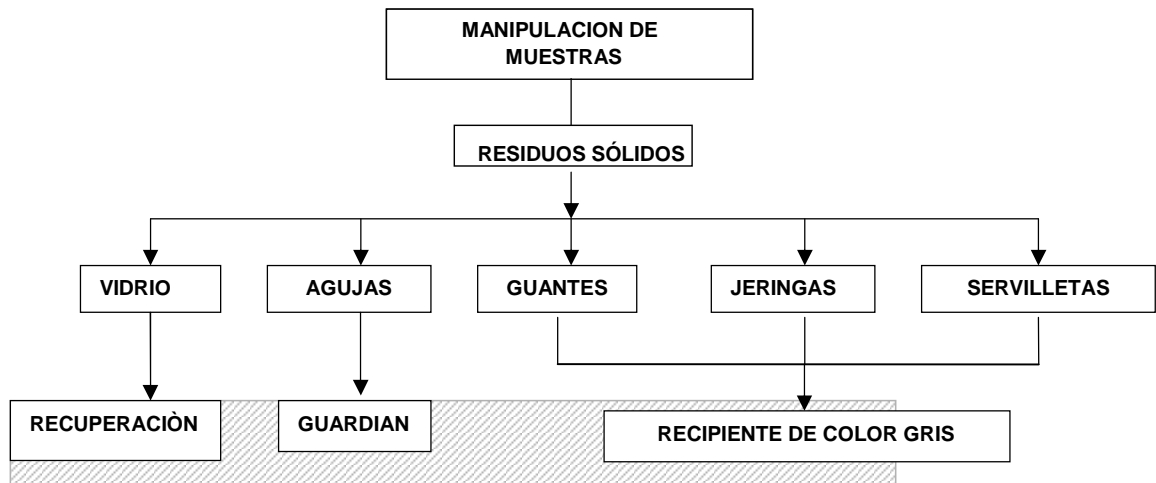 MANIPULACION DE
MUESTRAS
RESIDUOS SÓLIDOS
VIDRIO
AGUJAS
GUANTES
JERINGAS
SERVILLETAS
RECUPERACIÒN
GUARDIAN
RECIPIENTE DE COLOR GRIS